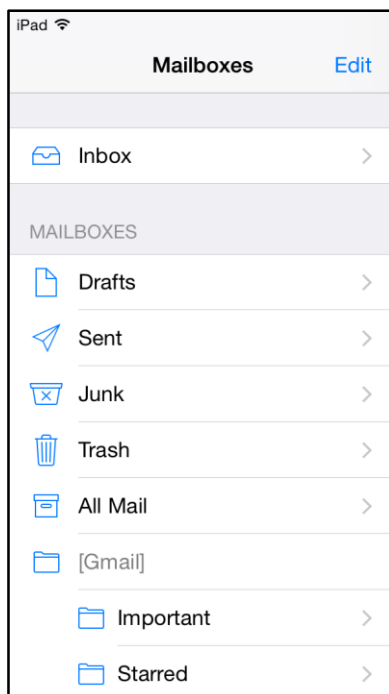 iPad
Mailboxes Edit
Inbox
MAILBOXES
Drafts
Sent
Junk
Trash
All Mail
[Gmail]
Important
Starred